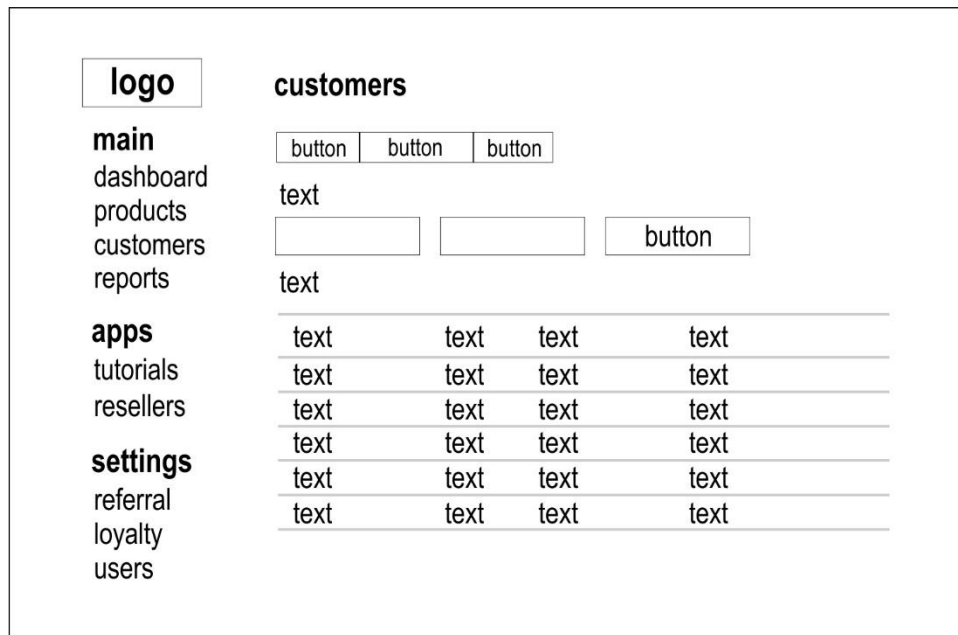 logo
main
dashboard
products
customers
reports
apps
tutorials
resellers
settings
referral
loyalty
users
customers
button button button
text
button
text
text text text text
text text text text
text text text text
text text text text
text text text text
text text text text